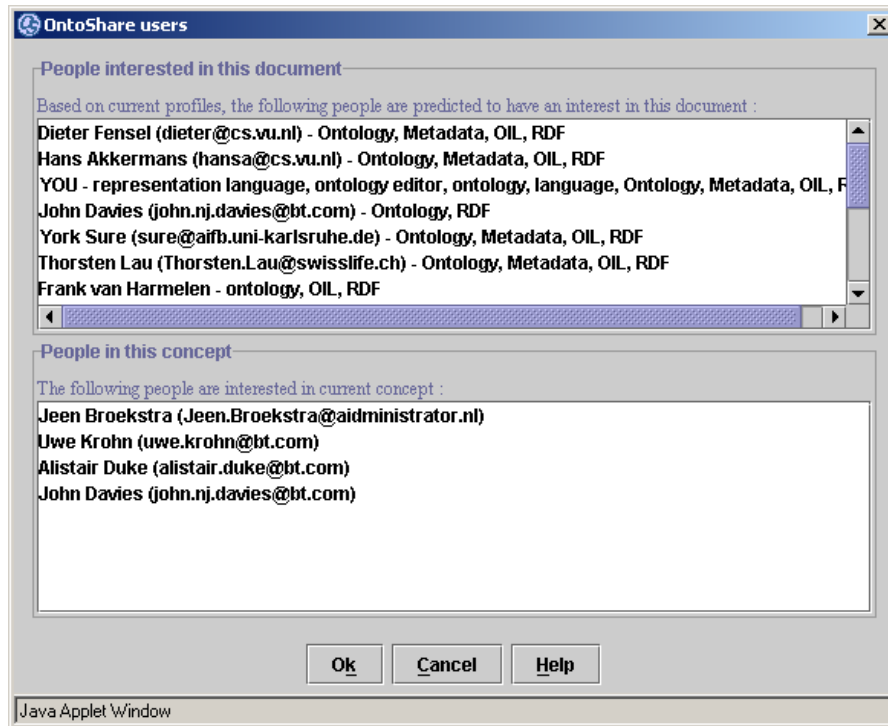 OntoShare users
People interested in this document
Based on current profiles, the following people are predicted to have an interest in this document :
Dieter Fensel (dieter@cs.vu.nl) - Ontology, Metadata, OIL, RDF
Hans Akkermans (hansa@cs.vu.nl) - Ontology, Metadata, OIL, RDF
YOU - representation language, ontology editor, ontology, language, Ontology, Metadata, OIL, R
John Davies (john.nj.davies@bt.com) - Ontology, RDF
York Sure (sure@aifb.uni-karlsruhe.de) - Ontology, Metadata, OIL, RDF
Thorsten Lau (Thorsten.Lau@swisslife.ch) - Ontology, Metadata, OIL, RDF
Frank van Harmelen - ontology, OIL, RDF
People in this concept
The following people are interested in current concept :
Jeen Broekstra (Jeen.Broekstra@aidministrator.nl)
Uwe Krohn (uwe.krohn@bt.com)
Alistair Duke (alistair.duke@bt.com)
John Davies (john.nj.davies@bt.com)
Ok Cancel Help
Java Applet Window